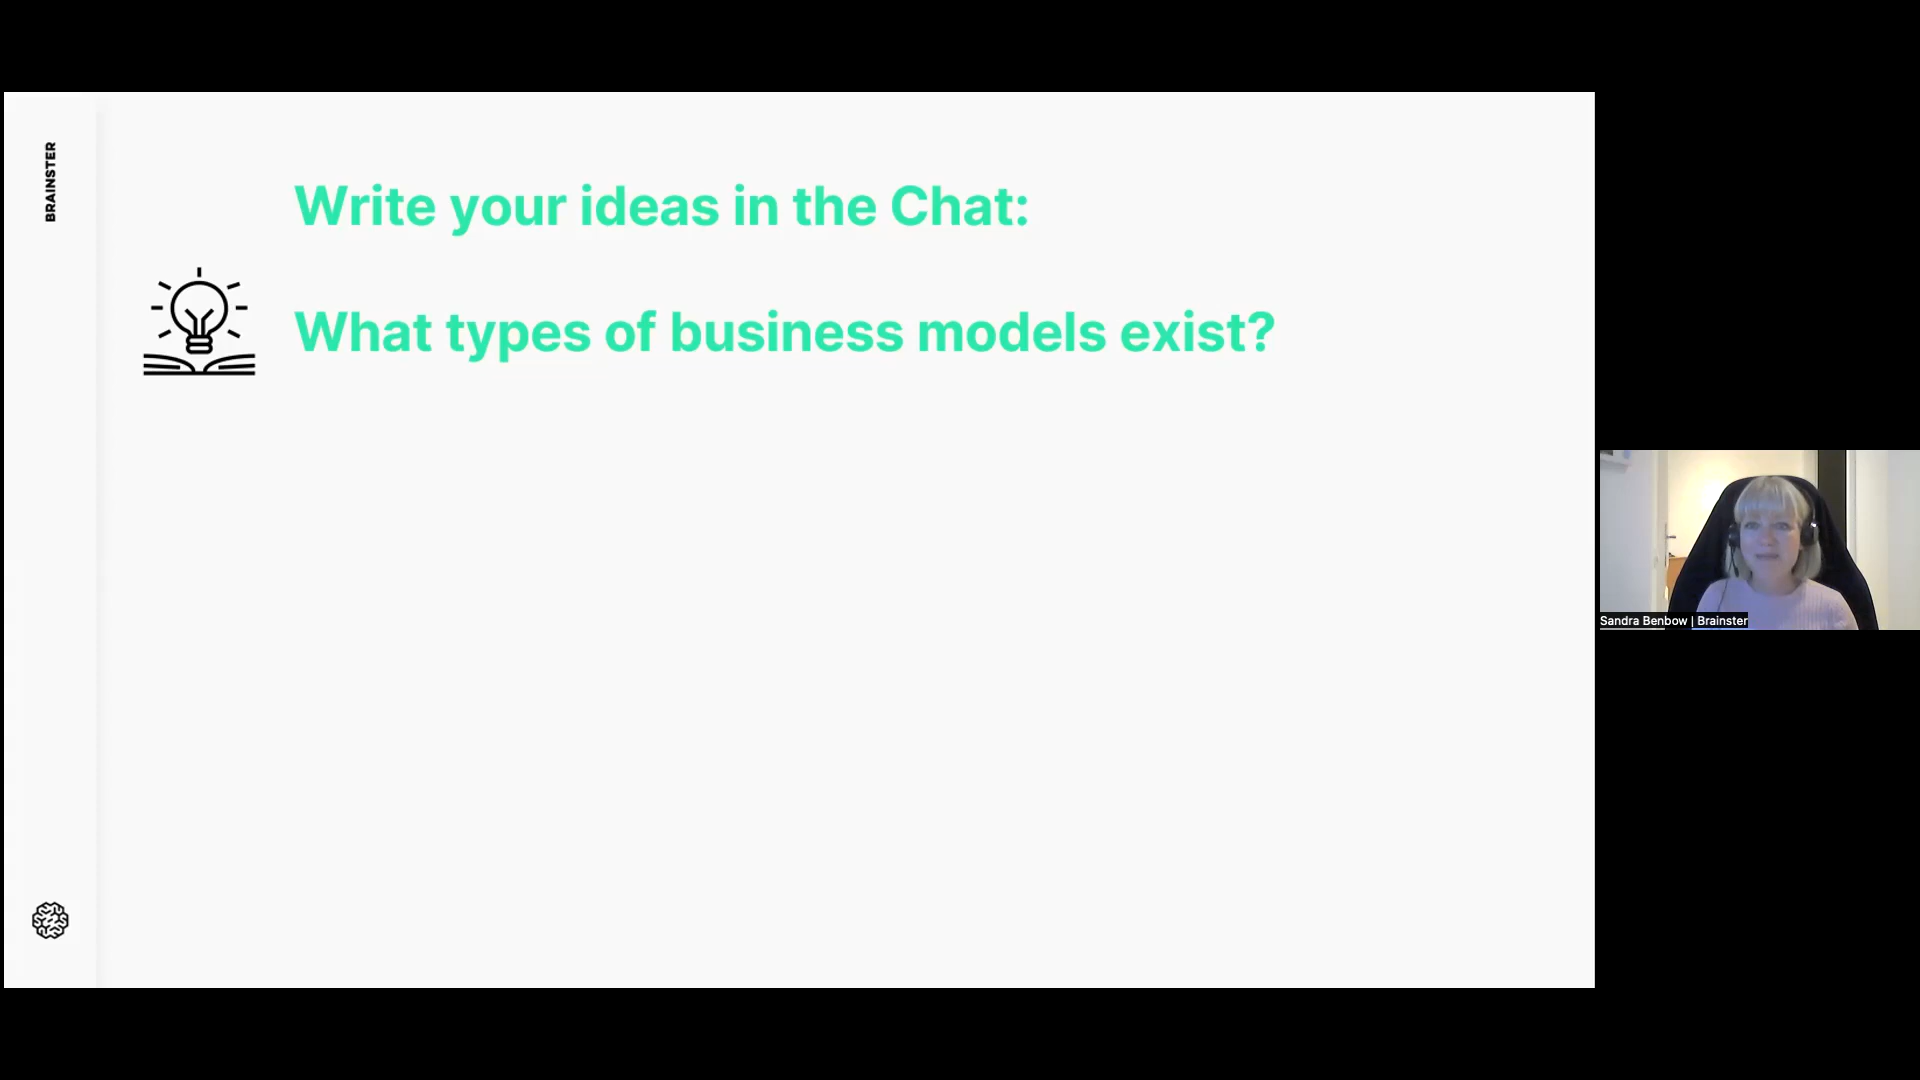 BRAINSTER
Write your ideas in the Chat:
What types of business models exist?
Sandra Benbow | Brainster